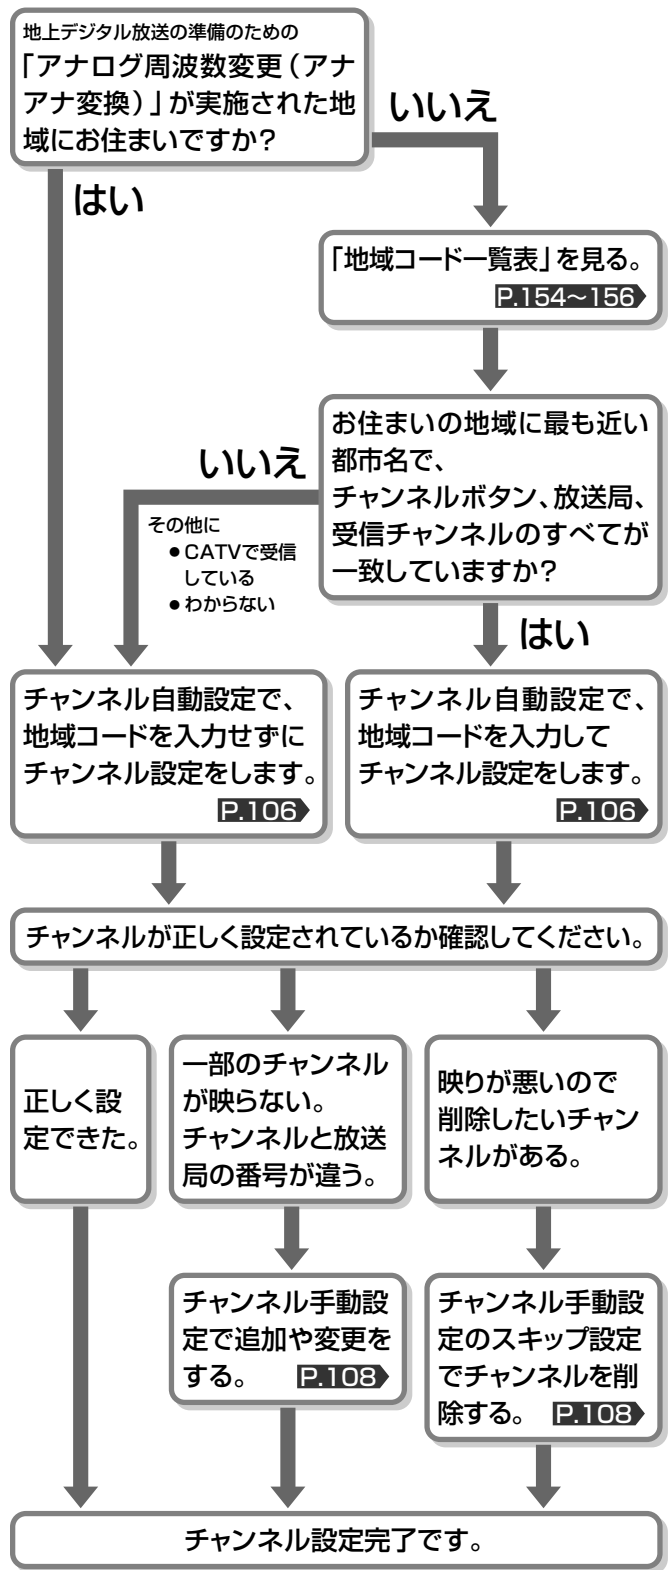 地上デジタル放送の準備のための
「アナログ周波数変更(アナ
アナ変換)」が実施された地
域にお住まいですか?
いいえ
はい
「地域コード一覧表」を見る。
P.154〜156
お住まいの地域に最も近い
都市名で、
チャンネルボタン、放送局、
受信チャンネルのすべてが
一致していますか?
いいえ
その他に
●CATVで受信
している
●わからない
はい
チャンネル自動設定で、
地域コードを入力せずに
チャンネル設定をします。
P.106
チャンネル自動設定で、
地域コードを入力して
チャンネル設定をします。
P.106
チャンネルが正しく設定されているか確認してください。
正しく設
定できた。
一部のチャンネル
が映らない。
チャンネルと放送
局の番号が違う。
映りが悪いので
削除したいチャン
ネルがある。
チャンネル手動設
定で追加や変更を
する。 P.108
チャンネル手動設
定のスキップ設定
でチャンネルを削
除する。 P.108
チャンネル設定完了です。